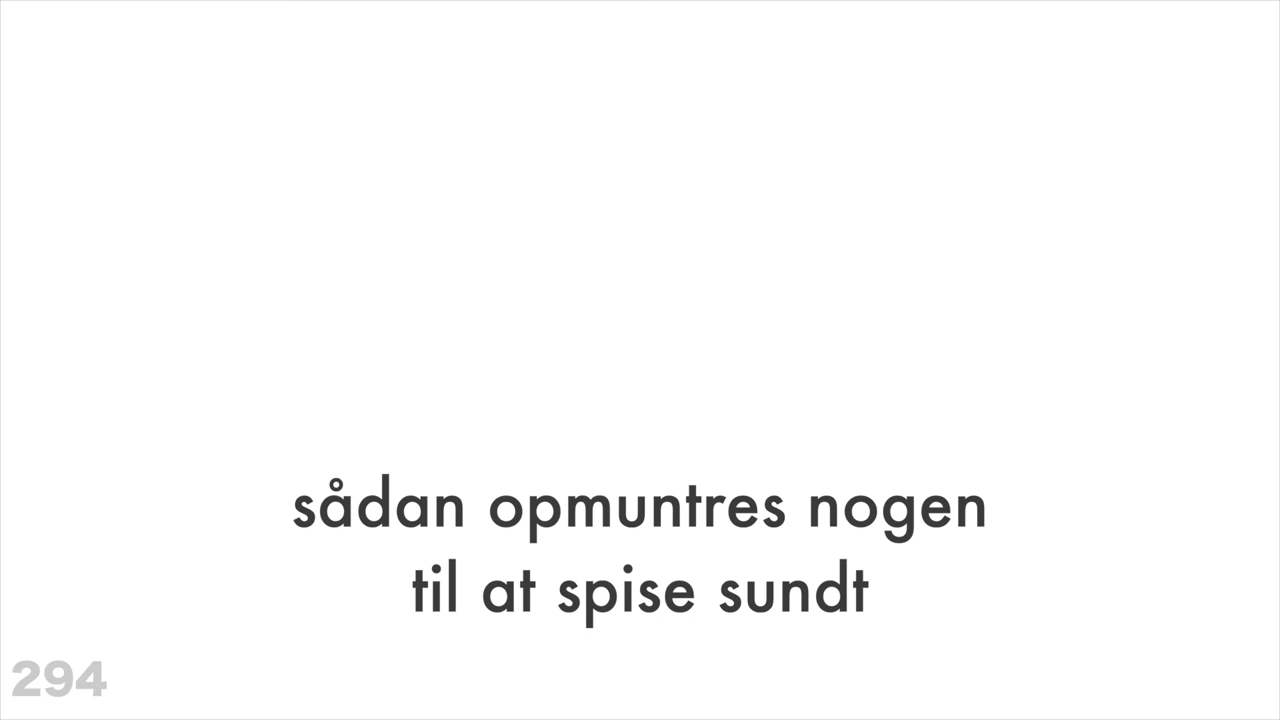 sådan opmuntres nogen
til at spise sundt
294